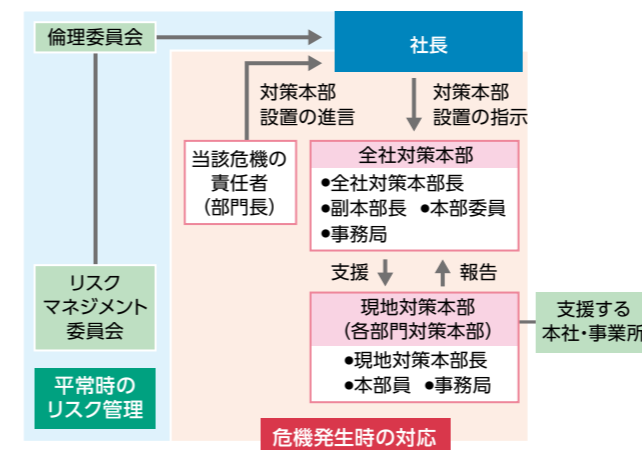 倫理委員会
社長
対策本部
設置の進言
対策本部
設置の指示
当該危機の
責任者
（部門長）
全社対策本部
●全社対策本部長
●副本部長 ●本部委員
●事務局
支援
報告
リスク
マネジメント
委員会
現地対策本部
（各部門対策本部）
●現地対策本部長
●本部員 ●事務局
支援する
本社・事業所
平常時の
リスク管理
危機発生時の対応